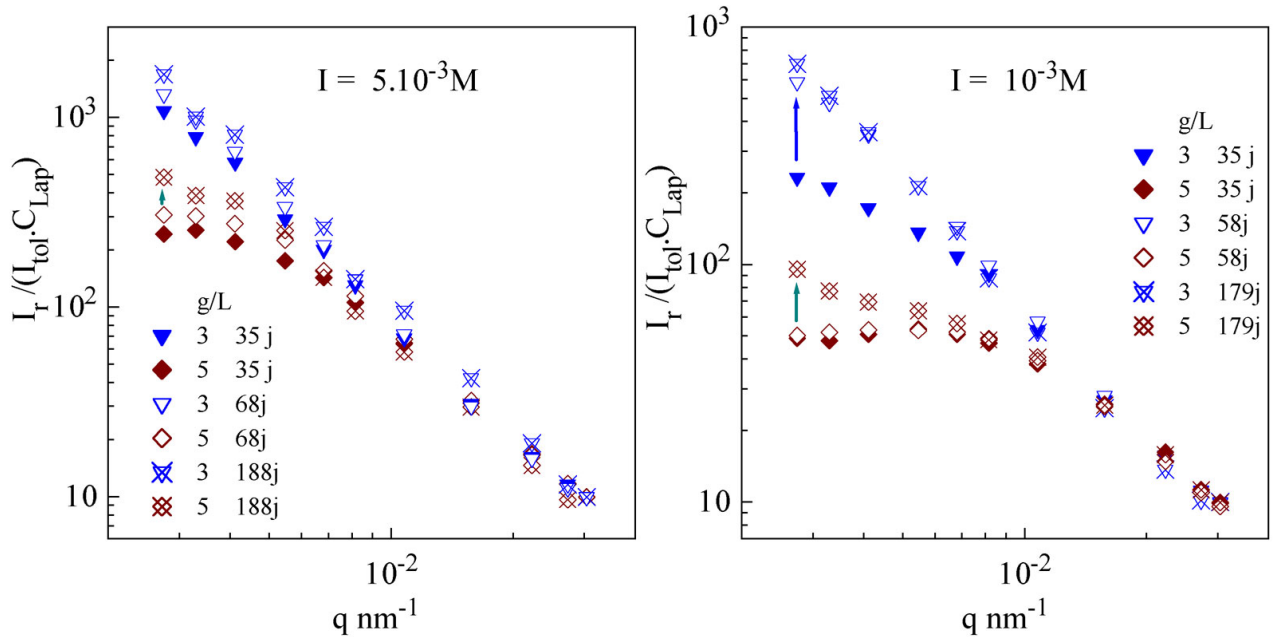 I = 5.10⁻³M
10³
10²
10
I_r /(I_tol.C_Lap)
g/L
3 35 j
5 35 j
3 68j
5 68j
3 188j
5 188j
10⁻²
q nm⁻¹
I = 10⁻³M
10³
10²
10
I_r /(I_tol.C_Lap)
g/L
3 35 j
5 35 j
3 58j
5 58j
3 179j
5 179j
10⁻²
q nm⁻¹